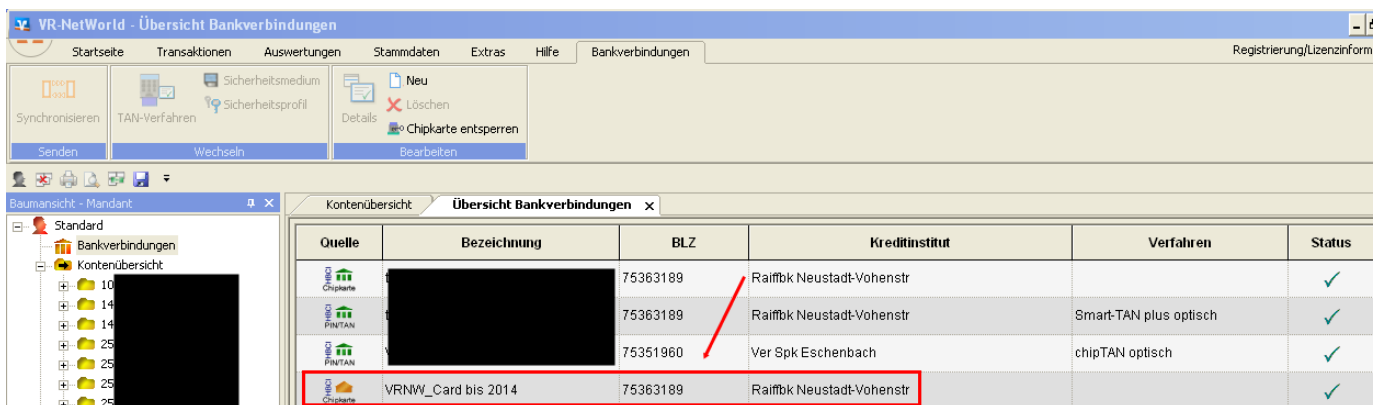 VR-NetWorld - Übersicht Bankverbindungen
Startseite Transaktionen Auswertungen Stammdaten Extras Hilfe Bankverbindungen Registrierung/Lizenzinform
Synchronisieren
TAN-Verfahren
Sicherheitsmedium
Sicherheitsprofil
Details
Neu
Löschen
Chipkarte entsperren
Senden Wechseln Bearbeiten
Baumansicht - Mandant
Kontenübersicht Übersicht Bankverbindungen x
Standard
Bankverbindungen
Kontenübersicht
10
14
14
25
25
25
25
Quelle Bezeichnung BLZ Kreditinstitut Verfahren Status
HBCI Chipkarte 75363189 Raiffbk Neustadt-Vohenstr
HBCI PIN/TAN 75363189 Raiffbk Neustadt-Vohenstr Smart-TAN plus optisch
HBCI PIN/TAN 75351960 Ver Spk Eschenbach chipTAN optisch
HBCI Chipkarte VRNW_Card bis 2014 75363189 Raiffbk Neustadt-Vohenstr